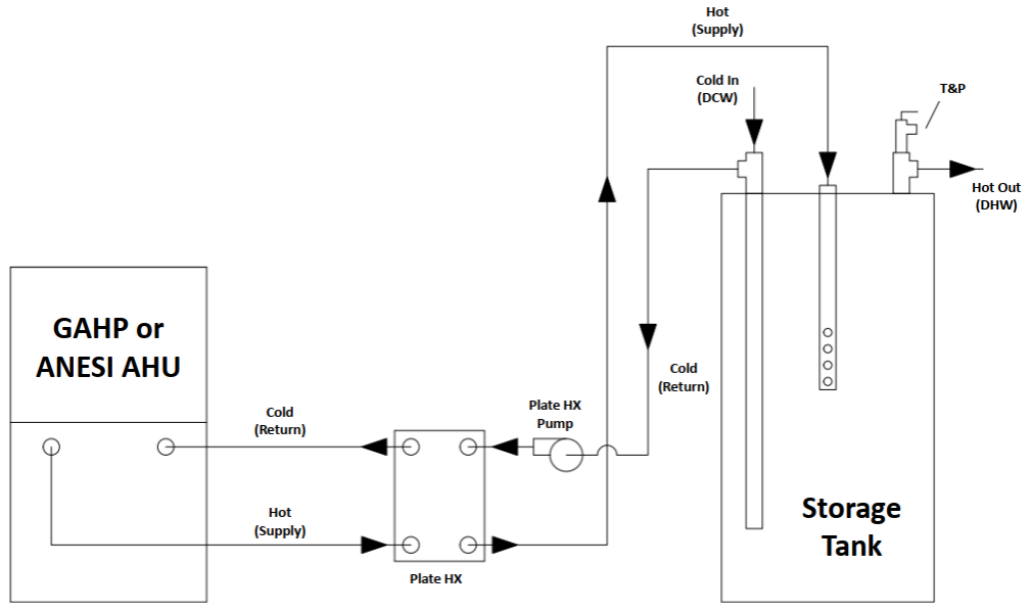 Hot
(Supply)
Cold In
(DCW)
T&P
Hot Out
(DHW)
GAHP or
ANESI AHU
Cold
(Return)
Plate HX
Pump
Cold
(Return)
Hot
(Supply)
Storage
Tank
Plate HX